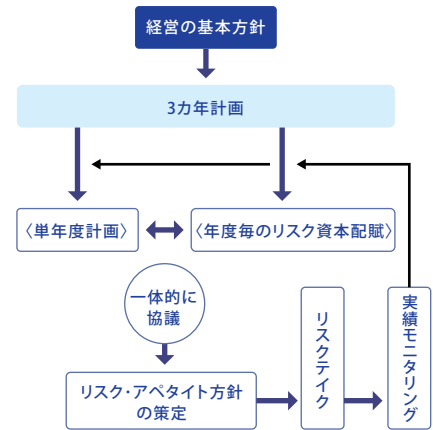 経営の基本方針
3カ年計画
〈単年度計画〉
〈年度毎のリスク資本配賦〉
一体的に
協議
リスク・アペタイト方針
の策定
リスクテイク
実績モニタリング